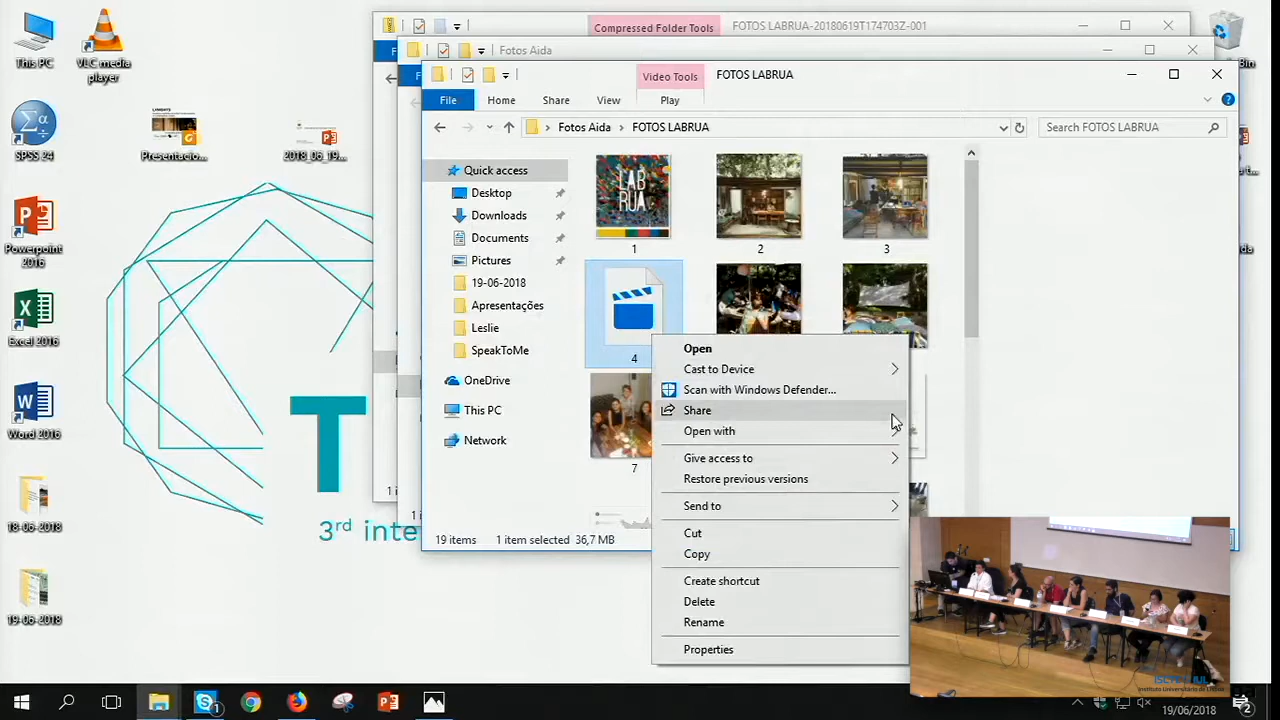 This PC
VLC media player
SPSS 24
Presentacio...
2018_06_19...
Powerpoint 2016
Excel 2016
Word 2016
18-06-2018
19-06-2018
3rd inte
Compressed Folder Tools
FOTOS LABRUA-20180619T174703Z-001
Fotos Aida
Video Tools
FOTOS LABRUA
File
Home
Share
View
Play
Fotos Aida
FOTOS LABRUA
Search FOTOS LABRUA
Quick access
Desktop
Downloads
Documents
Pictures
19-06-2018
Apresentações
Leslie
SpeakToMe
OneDrive
This PC
Network
LAB RUA
1
2
3
4
7
19 items
1 item selected 36,7 MB
Open
Cast to Device
Scan with Windows Defender...
Share
Open with
Give access to
Restore previous versions
Send to
Cut
Copy
Create shortcut
Delete
Rename
Properties
Bin
Instituto Universitário de Lisboa
19/06/2018